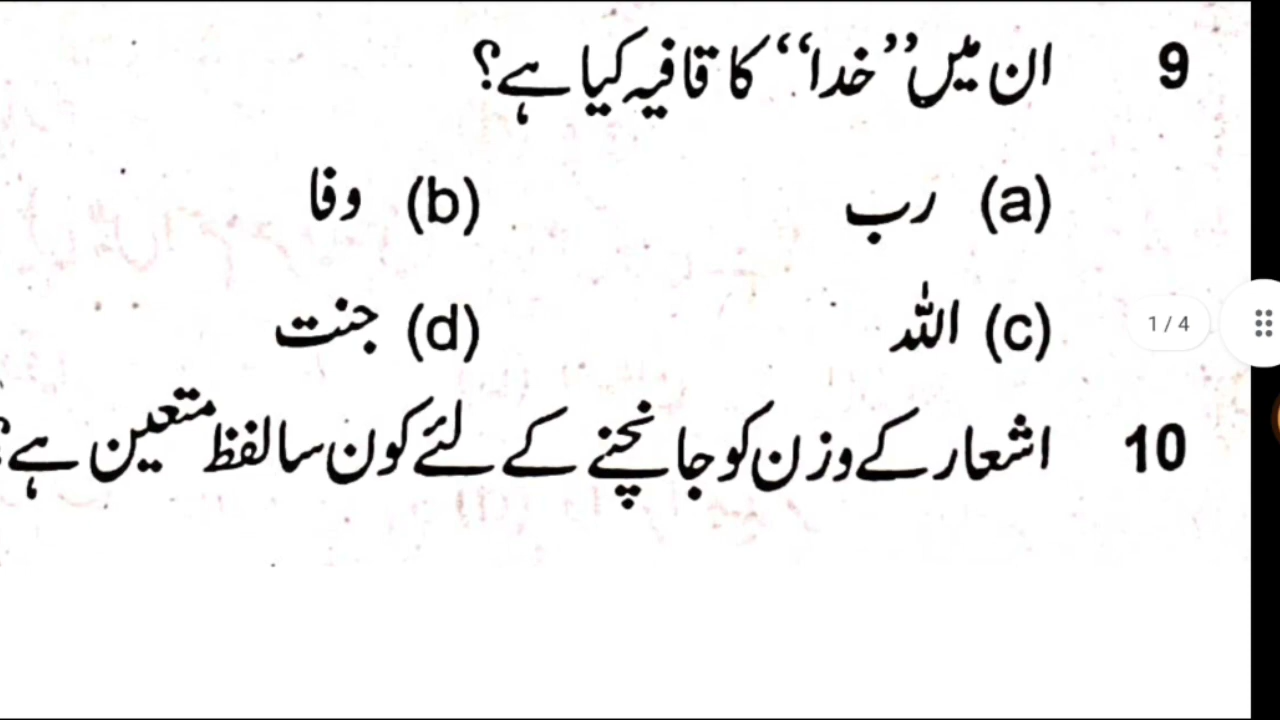 9 ان میں ’’خدا‘‘ کا قافیہ کیا ہے؟
(a) رب (b) وفا
(c) اللہ (d) جنت
1 / 4
10 اشعار کے وزن کو جانچنے کے لئے کون سا لفظ متعین ہے؟